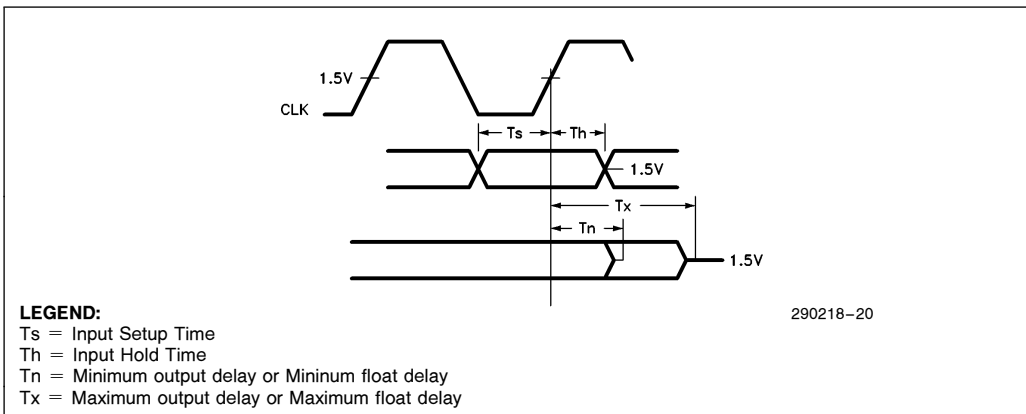 1.5V
CLK
Ts
Th
1.5V
Tx
Tn
1.5V
LEGEND:
290218–20
Ts = Input Setup Time
Th = Input Hold Time
Tn = Minimum output delay or Mininum float delay
Tx = Maximum output delay or Maximum float delay